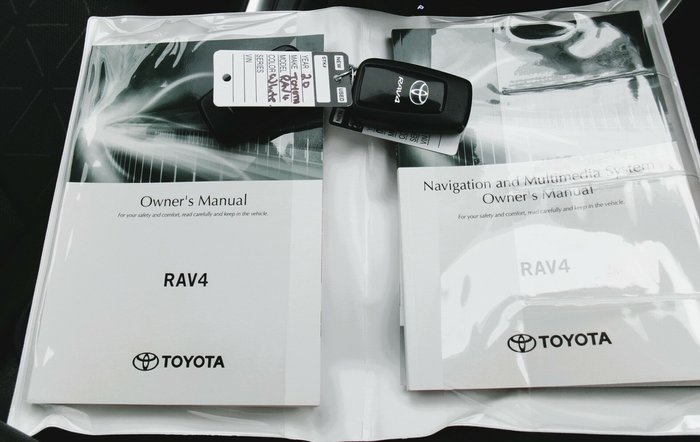 NEW
USED
STK#
YEAR 20
MAKE Toyota
MODEL RAV4
COLOR White
SERIES
VIN
RAV4
Owner's Manual
For your safety and comfort, read carefully and keep in the vehicle.
RAV4
TOYOTA
Navigation and Multimedia System
Owner's Manual
For your safety and comfort, read carefully and keep in the vehicle.
RAV4
TOYOTA